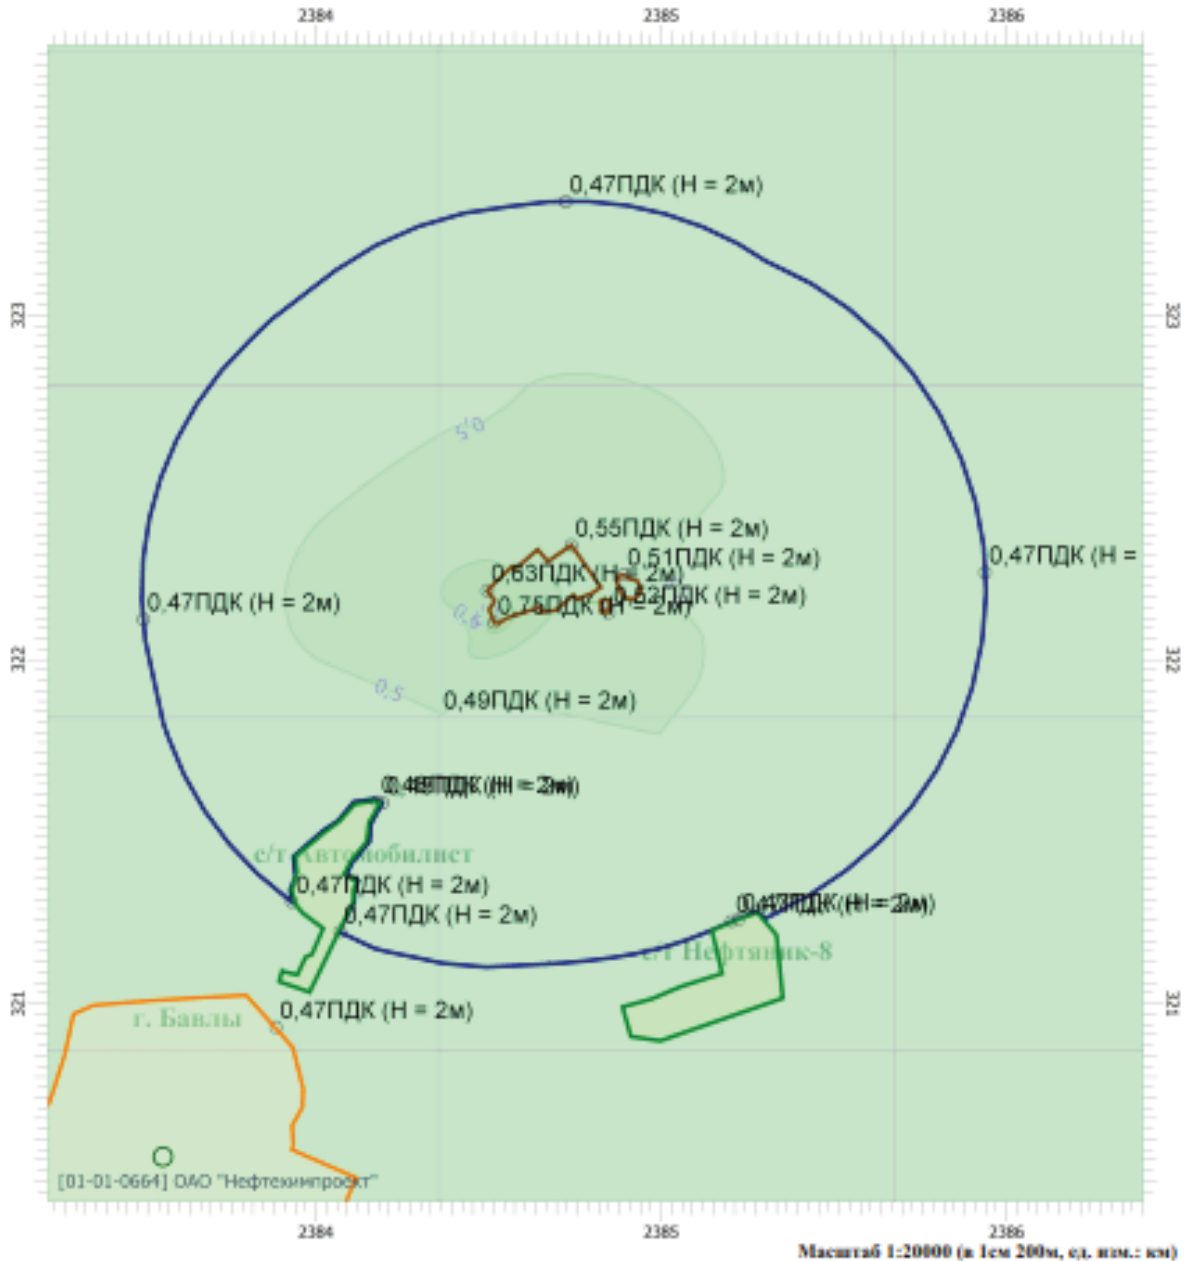 2384 2385 2386
0,47ПДК (Н = 2м)
323 323
0.5
0,55ПДК (Н = 2м)
0,51ПДК (Н = 2м)
0,47ПДК (Н =
0,63ПДК (Н = 2м)
0,47ПДК (Н = 2м)
0,75ПДК (Н = 2м)
ПДК (Н = 2м)
0.6
322 322
0.5
0,49ПДК (Н = 2м)
с/т Автомобилист
0,47ПДК (Н = 2м)
0,47ПДК (Н = 2м)
с/т Нефтяник-8
321 321
0,47ПДК (Н = 2м)
г. Бавлы
[01-01-0664] ОАО "Нефтехимпроект"
2384 2385 2386
Масштаб 1:20000 (в 1см 200м, ед. изм.: км)